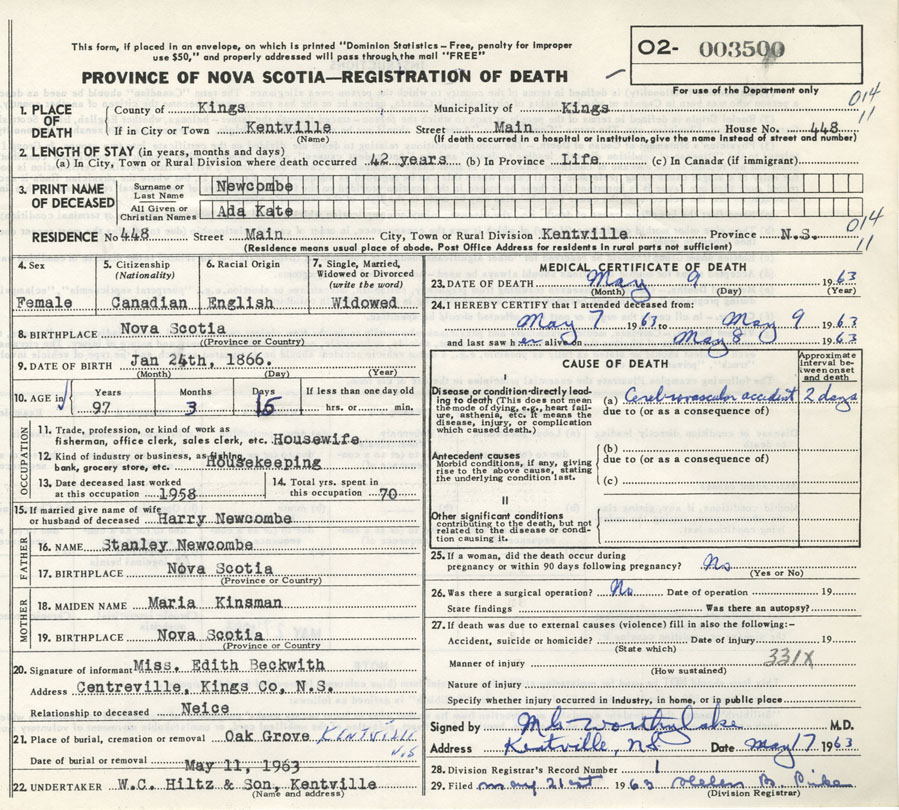 This form, if placed in an envelope, on which is printed "Dominion Statistics – Free, penalty for improper
use $50," and properly addressed will pass through the mail "FREE"
O2- 003500
PROVINCE OF NOVA SCOTIA—REGISTRATION OF DEATH
For use of the Department only
1. PLACE OF DEATH County of Kings Municipality of Kings 014
If in City or Town Kentville Street Main House No. 448 11
(Name) (If death occurred in a hospital or institution, give the name instead of street and number)
2. LENGTH OF STAY (in years, months and days)
(a) In City, Town or Rural Division where death occurred 42 years (b) In Province Life (c) In Canada (if immigrant)
3. PRINT NAME OF DECEASED Surname or Last Name Newcombe
All Given or Christian Names Ada Kate
RESIDENCE No 448 Street Main City, Town or Rural Division Kentville Province N.S. 014 11
(Residence means usual place of abode. Post Office Address for residents in rural parts not sufficient)
4. Sex Female
5. Citizenship (Nationality) Canadian
6. Racial Origin English
7. Single, Married, Widowed or Divorced (write the word) Widowed
8. BIRTHPLACE Nova Scotia
(Province or Country)
9. DATE OF BIRTH Jan 24th, 1866.
(Month) (Day) (Year)
10. AGE in Years 97 Months 3 Days 15 If less than one day old hrs. or min.
OCCUPATION
11. Trade, profession, or kind of work as
fisherman, office clerk, sales clerk, etc. Housewife
12. Kind of industry or business, as fishing,
bank, grocery store, etc. Housekeeping
13. Date deceased last worked at this occupation 1958
14. Total yrs. spent in this occupation 70
15. If married give name of wife
or husband of deceased Harry Newcombe
FATHER
16. NAME Stanley Newcombe
17. BIRTHPLACE Nova Scotia
(Province or Country)
MOTHER
18. MAIDEN NAME Maria Kinsman
19. BIRTHPLACE Nova Scotia
(Province or Country)
20. Signature of informant Miss. Edith Beckwith
Address Centreville, Kings Co, N.S.
Relationship to deceased Neice
21. Place of burial, cremation or removal Oak Grove KENTVILLE N.S
Date of burial or removal May 11, 1963
22. UNDERTAKER W.C. Hiltz & Son, Kentville
(Name and address)
MEDICAL CERTIFICATE OF DEATH
23. DATE OF DEATH May 9 1963
(Month) (Day) (Year)
24. I HEREBY CERTIFY that I attended deceased from:
May 7 1963 to May 9 1963
and last saw her alive on May 8 1963
CAUSE OF DEATH
Approximate interval between onset and death
I
Disease or condition directly leading to death (This does not mean the mode of dying, e.g., heart failure, asthenia, etc. It means the disease, injury, or complication which caused death.)
(a) Cerebrovascular accident 2 days
due to (or as a consequence of)
Antecedent causes
Morbid conditions, if any, giving rise to the above cause, stating the underlying condition last.
(b)
due to (or as a consequence of)
(c)
II
Other significant conditions
contributing to the death, but not related to the disease or condition causing it.
25. If a woman, did the death occur during
pregnancy or within 90 days following pregnancy? No
(Yes or No)
26. Was there a surgical operation? No Date of operation 19
State findings Was there an autopsy?
27. If death was due to external causes (violence) fill in also the following:–
Accident, suicide or homicide? Date of injury 19
(State which)
Manner of injury 331X
(How sustained)
Nature of injury
Specify whether injury occurred in Industry, in home, or in public place
Signed by M.D.
Address Kentville, NS Date May 17 1963
28. Division Registrar's Record Number 1
29. Filed May 21st 1963 Helen B.
(Division Registrar)